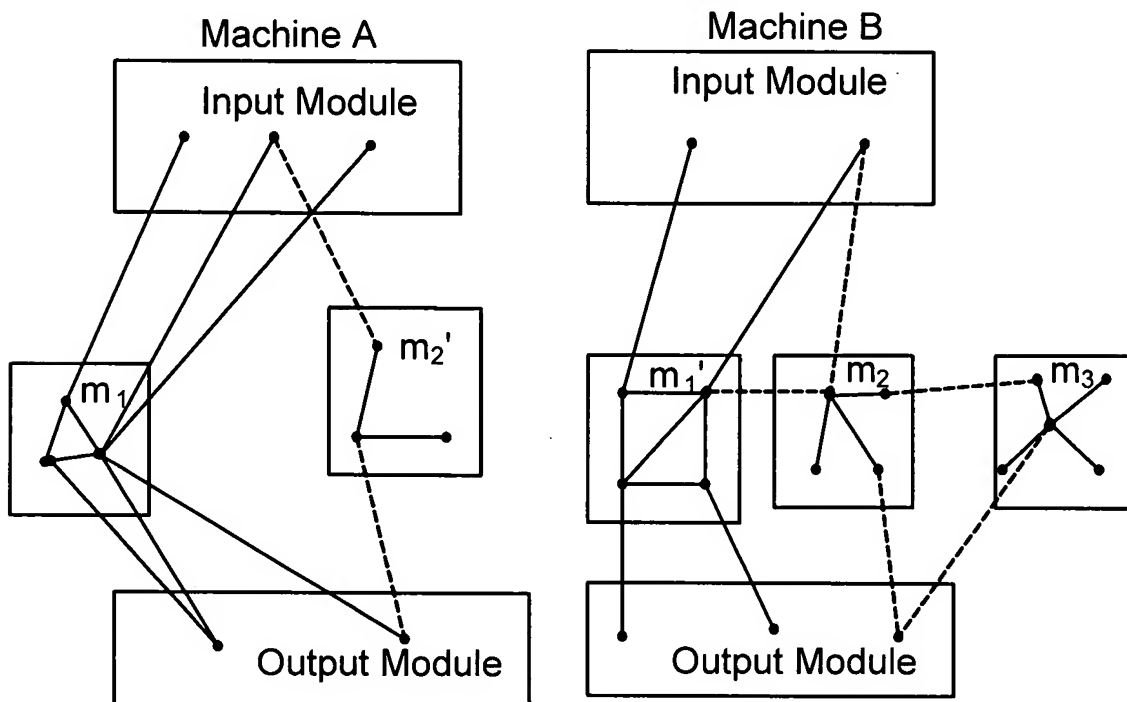 Machine A
Input Module
m₁
m₂'
Output Module
Machine B
Input Module
m₁'
m₂
m₃
Output Module